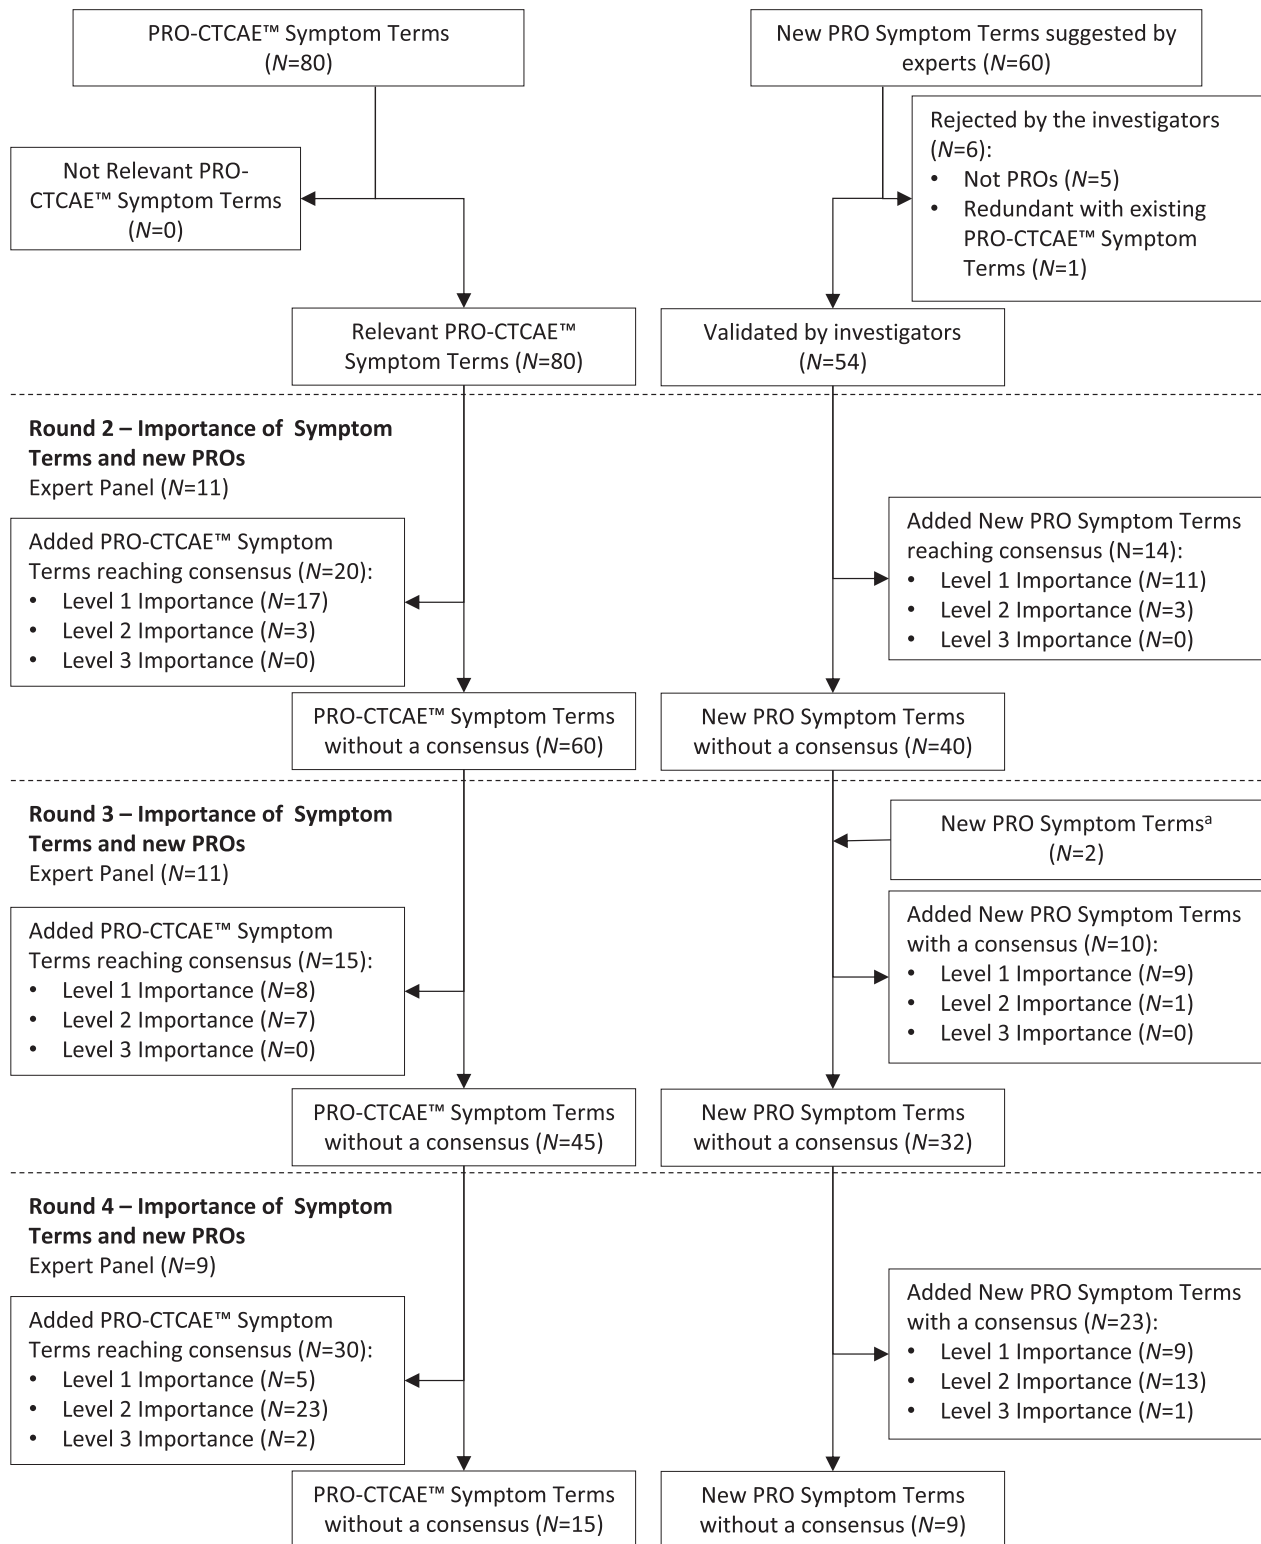 PRO-CTCAE™ Symptom Terms
(N=80)
New PRO Symptom Terms suggested by
experts (N=60)
Not Relevant PRO-
CTCAE™ Symptom Terms
(N=0)
Rejected by the investigators
(N=6):
• Not PROs (N=5)
• Redundant with existing
PRO-CTCAE™ Symptom
Terms (N=1)
Relevant PRO-CTCAE™
Symptom Terms (N=80)
Validated by investigators
(N=54)
Round 2 – Importance of Symptom
Terms and new PROs
Expert Panel (N=11)
Added PRO-CTCAE™ Symptom
Terms reaching consensus (N=20):
• Level 1 Importance (N=17)
• Level 2 Importance (N=3)
• Level 3 Importance (N=0)
Added New PRO Symptom Terms
reaching consensus (N=14):
• Level 1 Importance (N=11)
• Level 2 Importance (N=3)
• Level 3 Importance (N=0)
PRO-CTCAE™ Symptom Terms
without a consensus (N=60)
New PRO Symptom Terms
without a consensus (N=40)
Round 3 – Importance of Symptom
Terms and new PROs
Expert Panel (N=11)
New PRO Symptom Termsᵃ
(N=2)
Added PRO-CTCAE™ Symptom
Terms reaching consensus (N=15):
• Level 1 Importance (N=8)
• Level 2 Importance (N=7)
• Level 3 Importance (N=0)
Added New PRO Symptom Terms
with a consensus (N=10):
• Level 1 Importance (N=9)
• Level 2 Importance (N=1)
• Level 3 Importance (N=0)
PRO-CTCAE™ Symptom Terms
without a consensus (N=45)
New PRO Symptom Terms
without a consensus (N=32)
Round 4 – Importance of Symptom
Terms and new PROs
Expert Panel (N=9)
Added PRO-CTCAE™ Symptom
Terms reaching consensus (N=30):
• Level 1 Importance (N=5)
• Level 2 Importance (N=23)
• Level 3 Importance (N=2)
Added New PRO Symptom Terms
with a consensus (N=23):
• Level 1 Importance (N=9)
• Level 2 Importance (N=13)
• Level 3 Importance (N=1)
PRO-CTCAE™ Symptom Terms
without a consensus (N=15)
New PRO Symptom Terms
without a consensus (N=9)